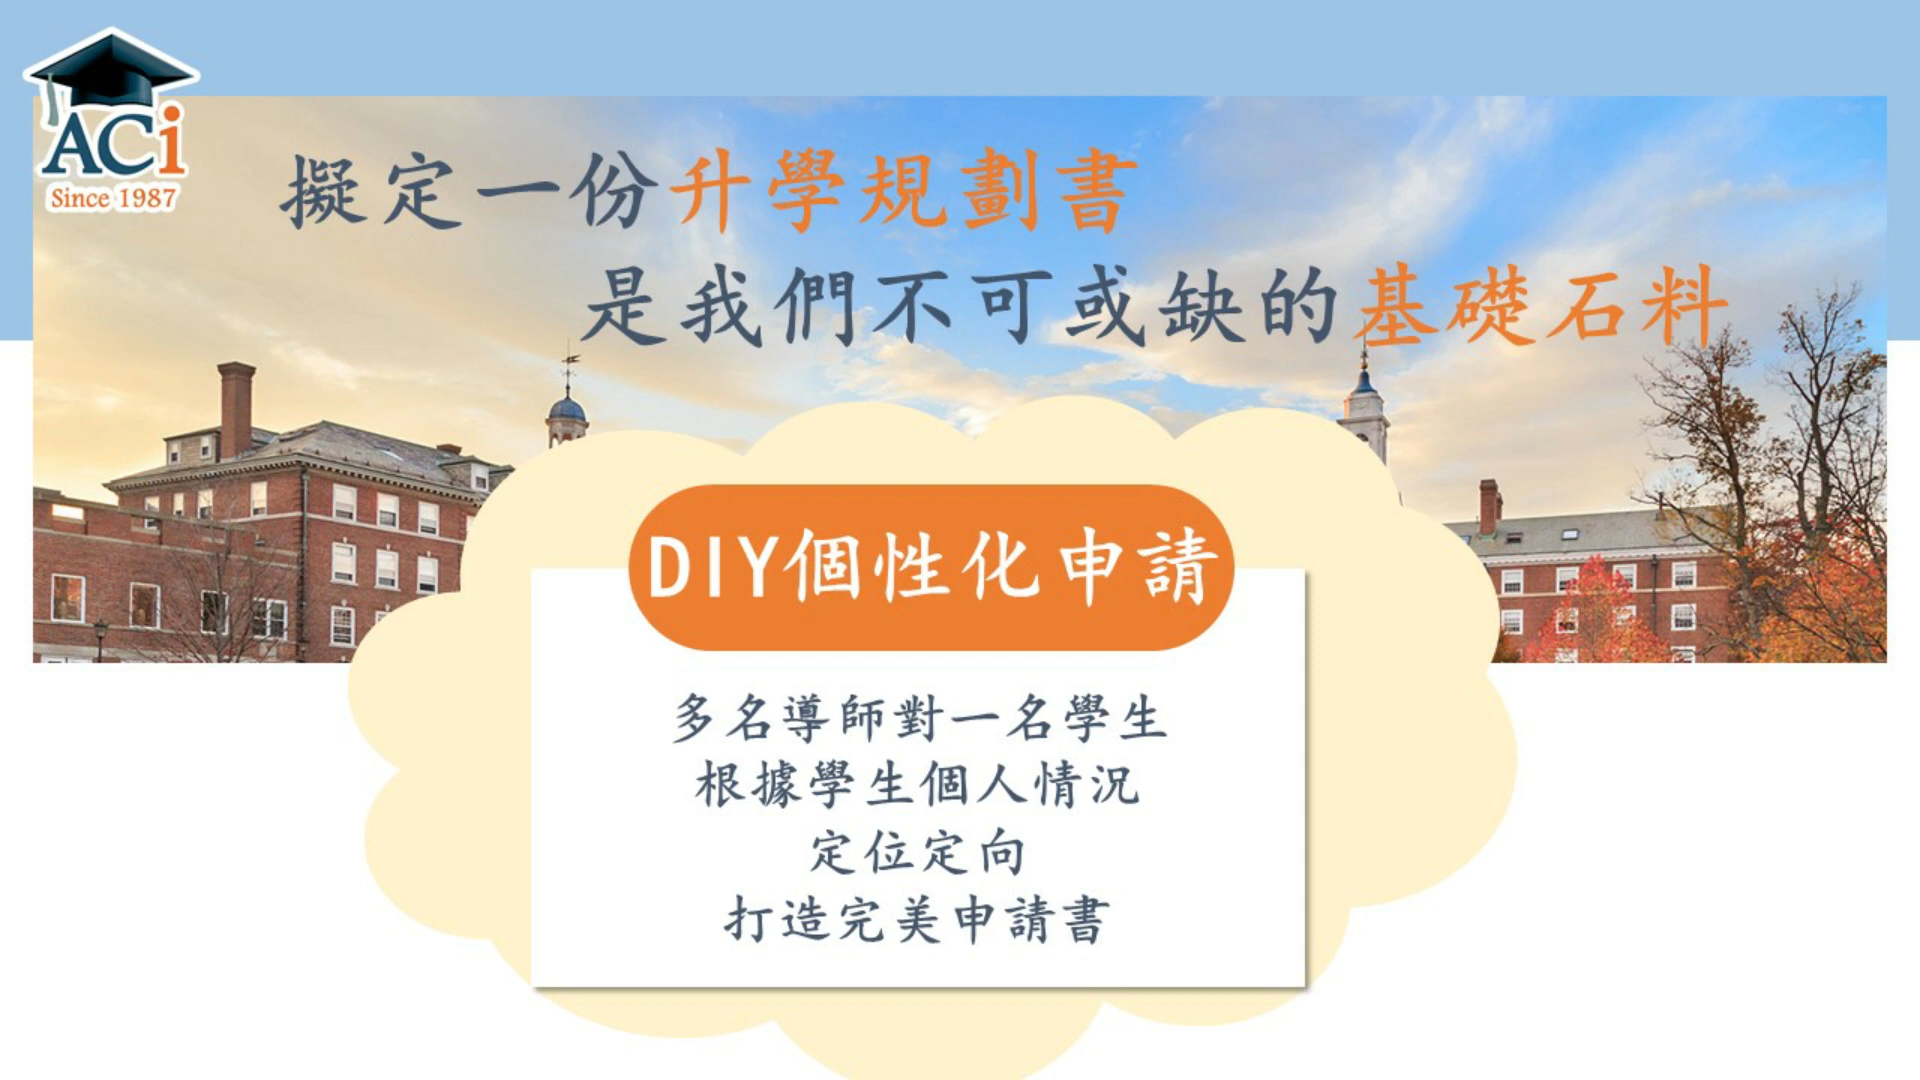 ACi
Since 1987
擬定一份升學規劃書
是我們不可或缺的基礎石料
DIY個性化申請
多名導師對一名學生
根據學生個人情況
定位定向
打造完美申請書